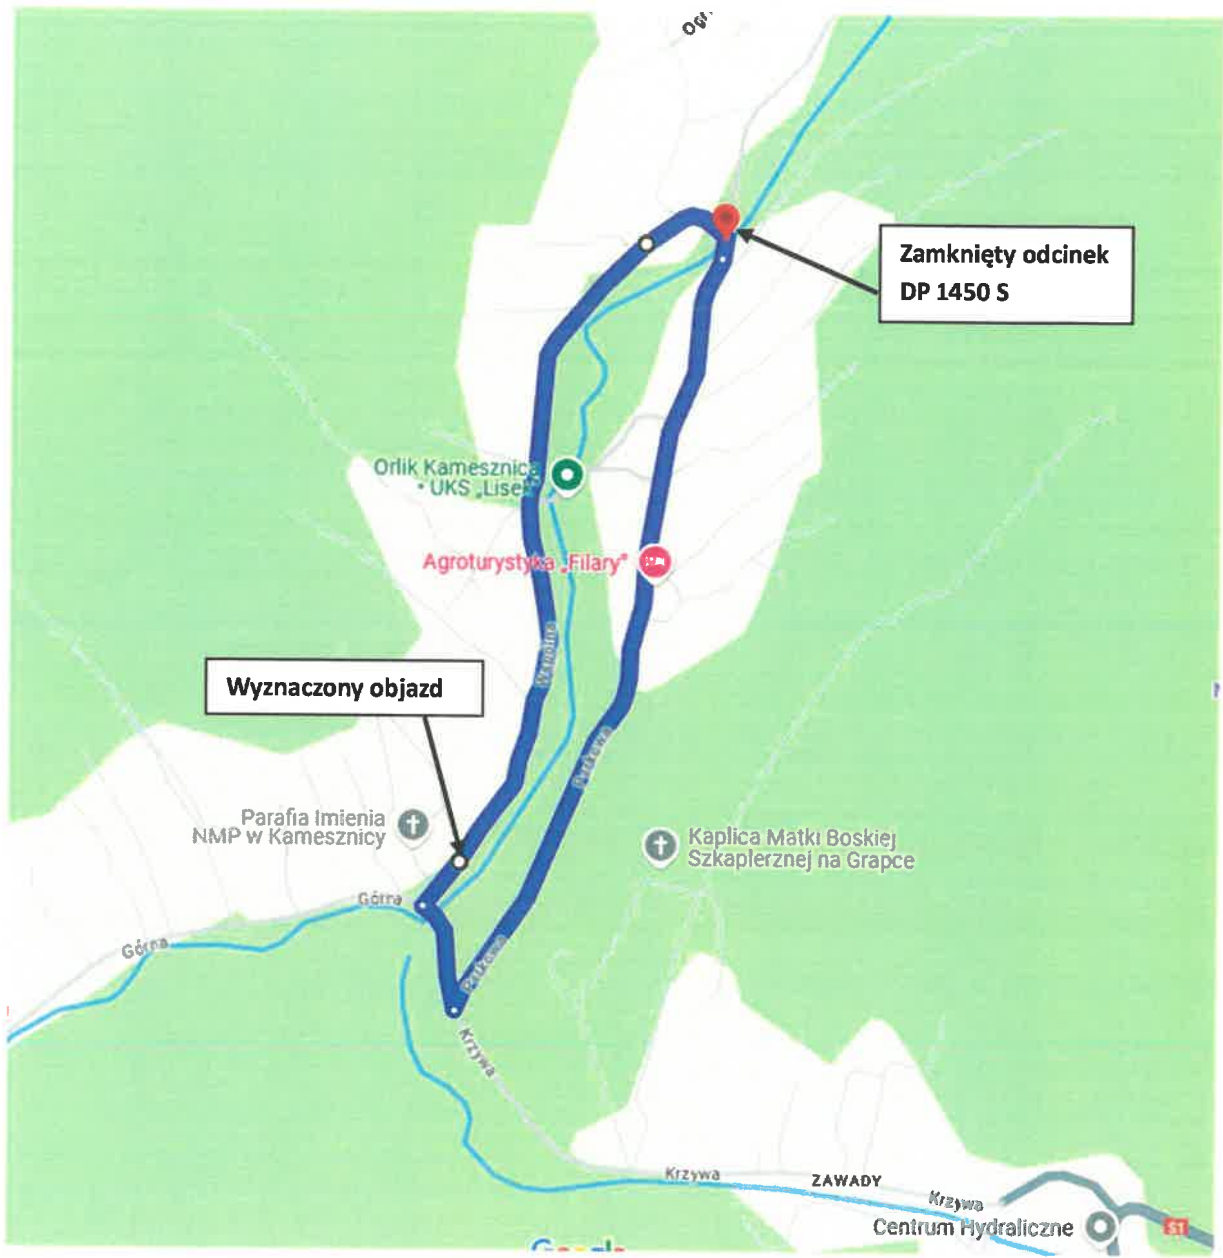 Zamknięty odcinek
DP 1450 S
Orlik Kamesznica
• UKS „Lisek”
Agroturystyka „Filary"
Wyznaczony objazd
Parafia Imienia
NMP w Kamesznicy
Kaplica Matki Boskiej
Szkaplerznej na Grapce
Górna
Górna
Krzywa
Krzywa
ZAWADY
Krzywa
Centrum Hydrauliczne
S1
Google